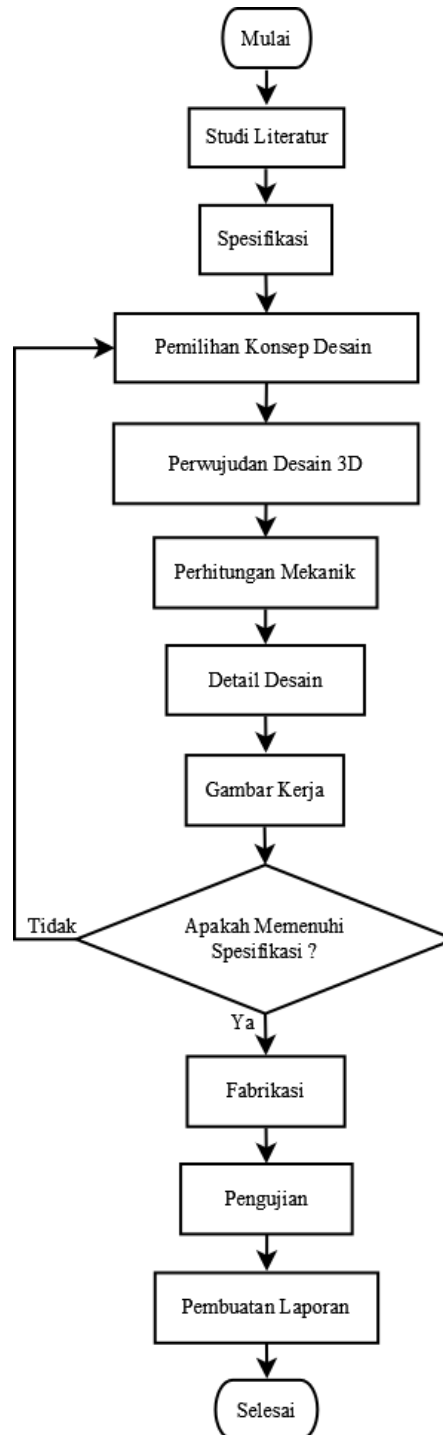 Mulai
Studi Literatur
Spesifikasi
Pemilihan Konsep Desain
Perwujudan Desain 3D
Perhitungan Mekanik
Detail Desain
Gambar Kerja
Tidak
Apakah Memenuhi
Spesifikasi ?
Ya
Fabrikasi
Pengujian
Pembuatan Laporan
Selesai